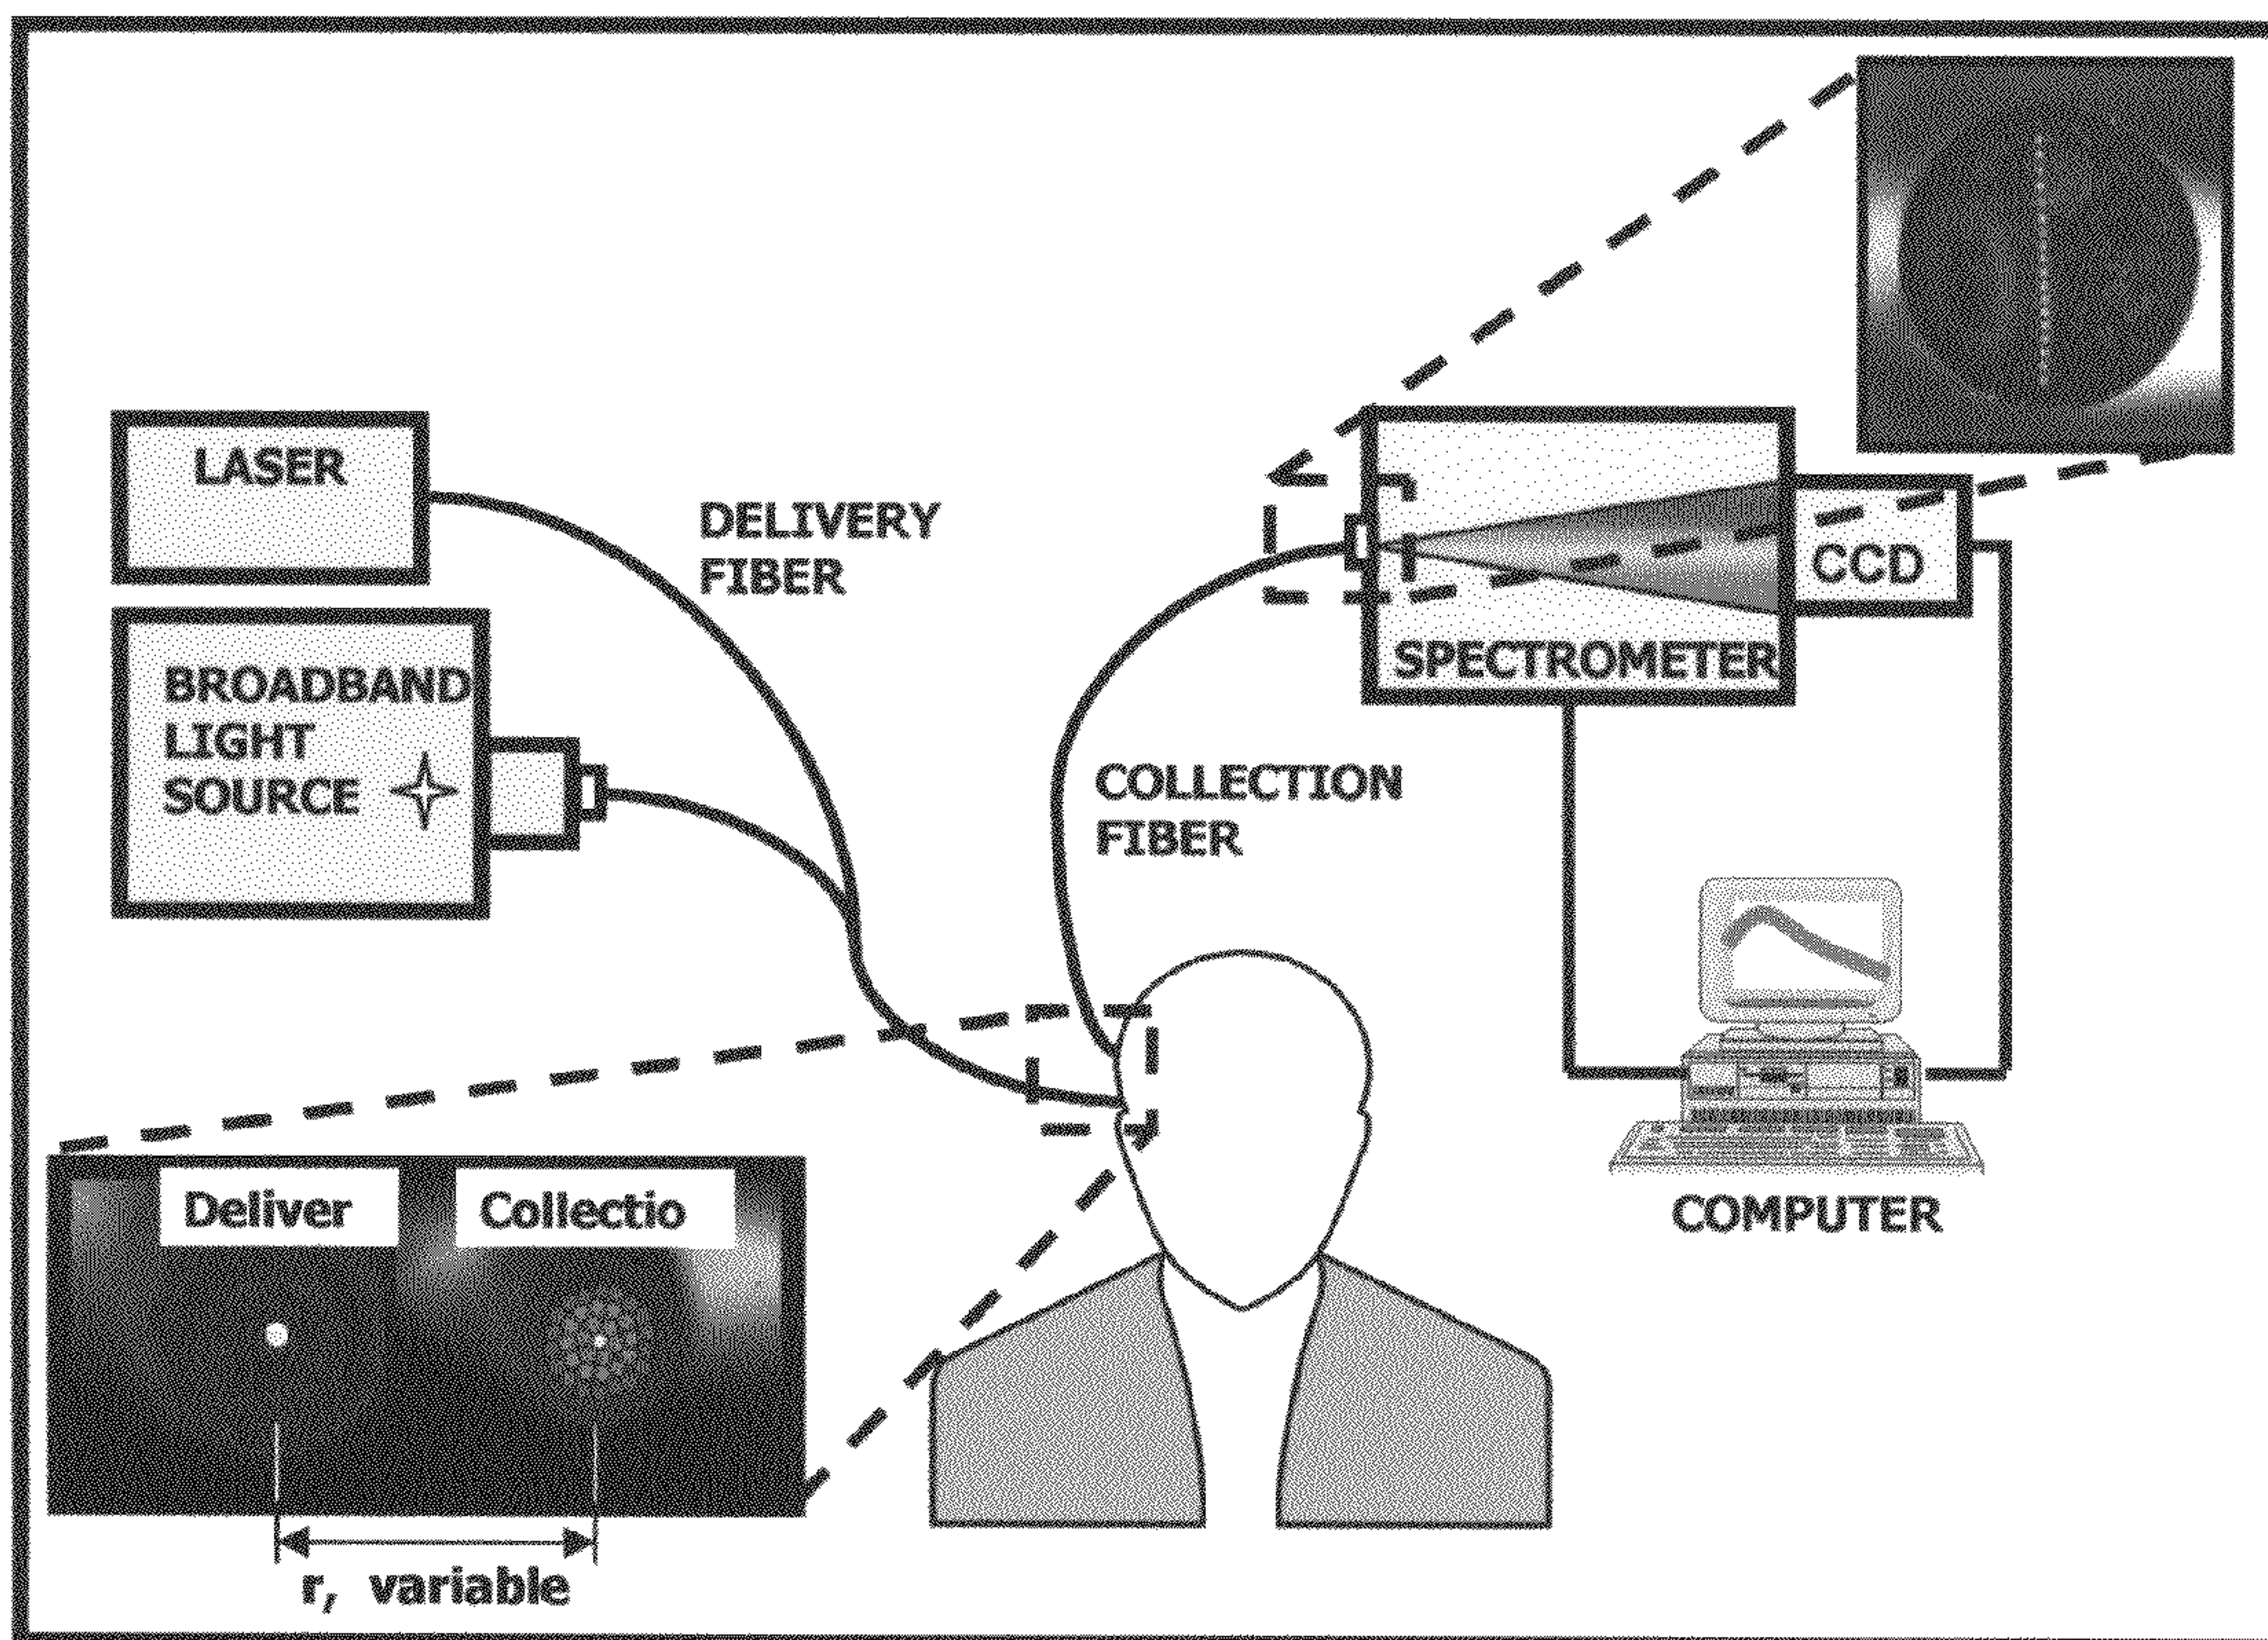 LASER
DELIVERY
FIBER
BROADBAND
LIGHT
SOURCE
CCD
SPECTROMETER
COLLECTION
FIBER
COMPUTER
Deliver
Collectio
r, variable